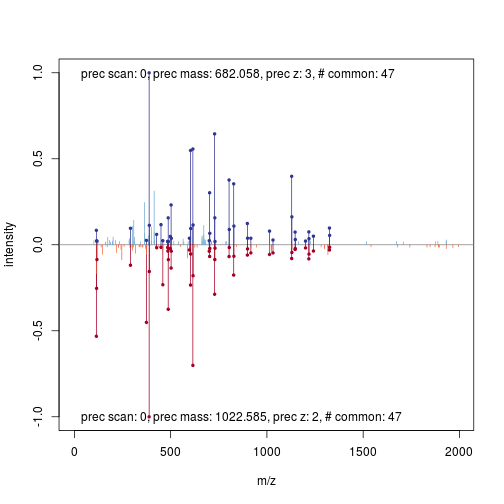 prec scan: 0, prec mass: 682.058, prec z: 3, # common: 47
1.0
0.5
0.0
-0.5
-1.0
intensity
prec scan: 0, prec mass: 1022.585, prec z: 2, # common: 47
0
500
1000
1500
2000
m/z